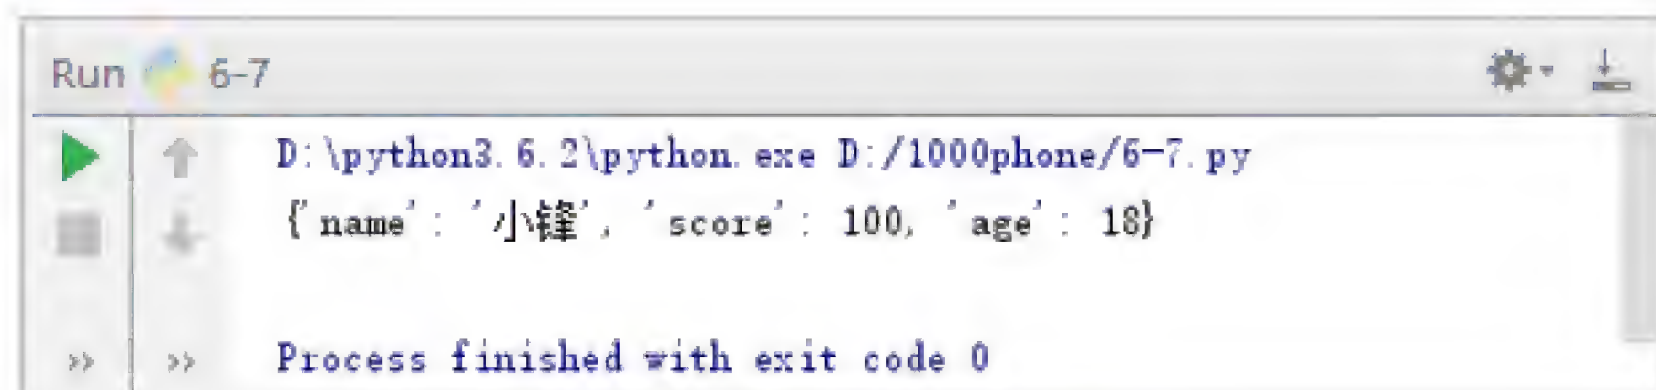 Run 6-7
D:\python3.6.2\python.exe D:/1000phone/6-7.py
{'name': '小锋', 'score': 100, 'age': 18}
Process finished with exit code 0